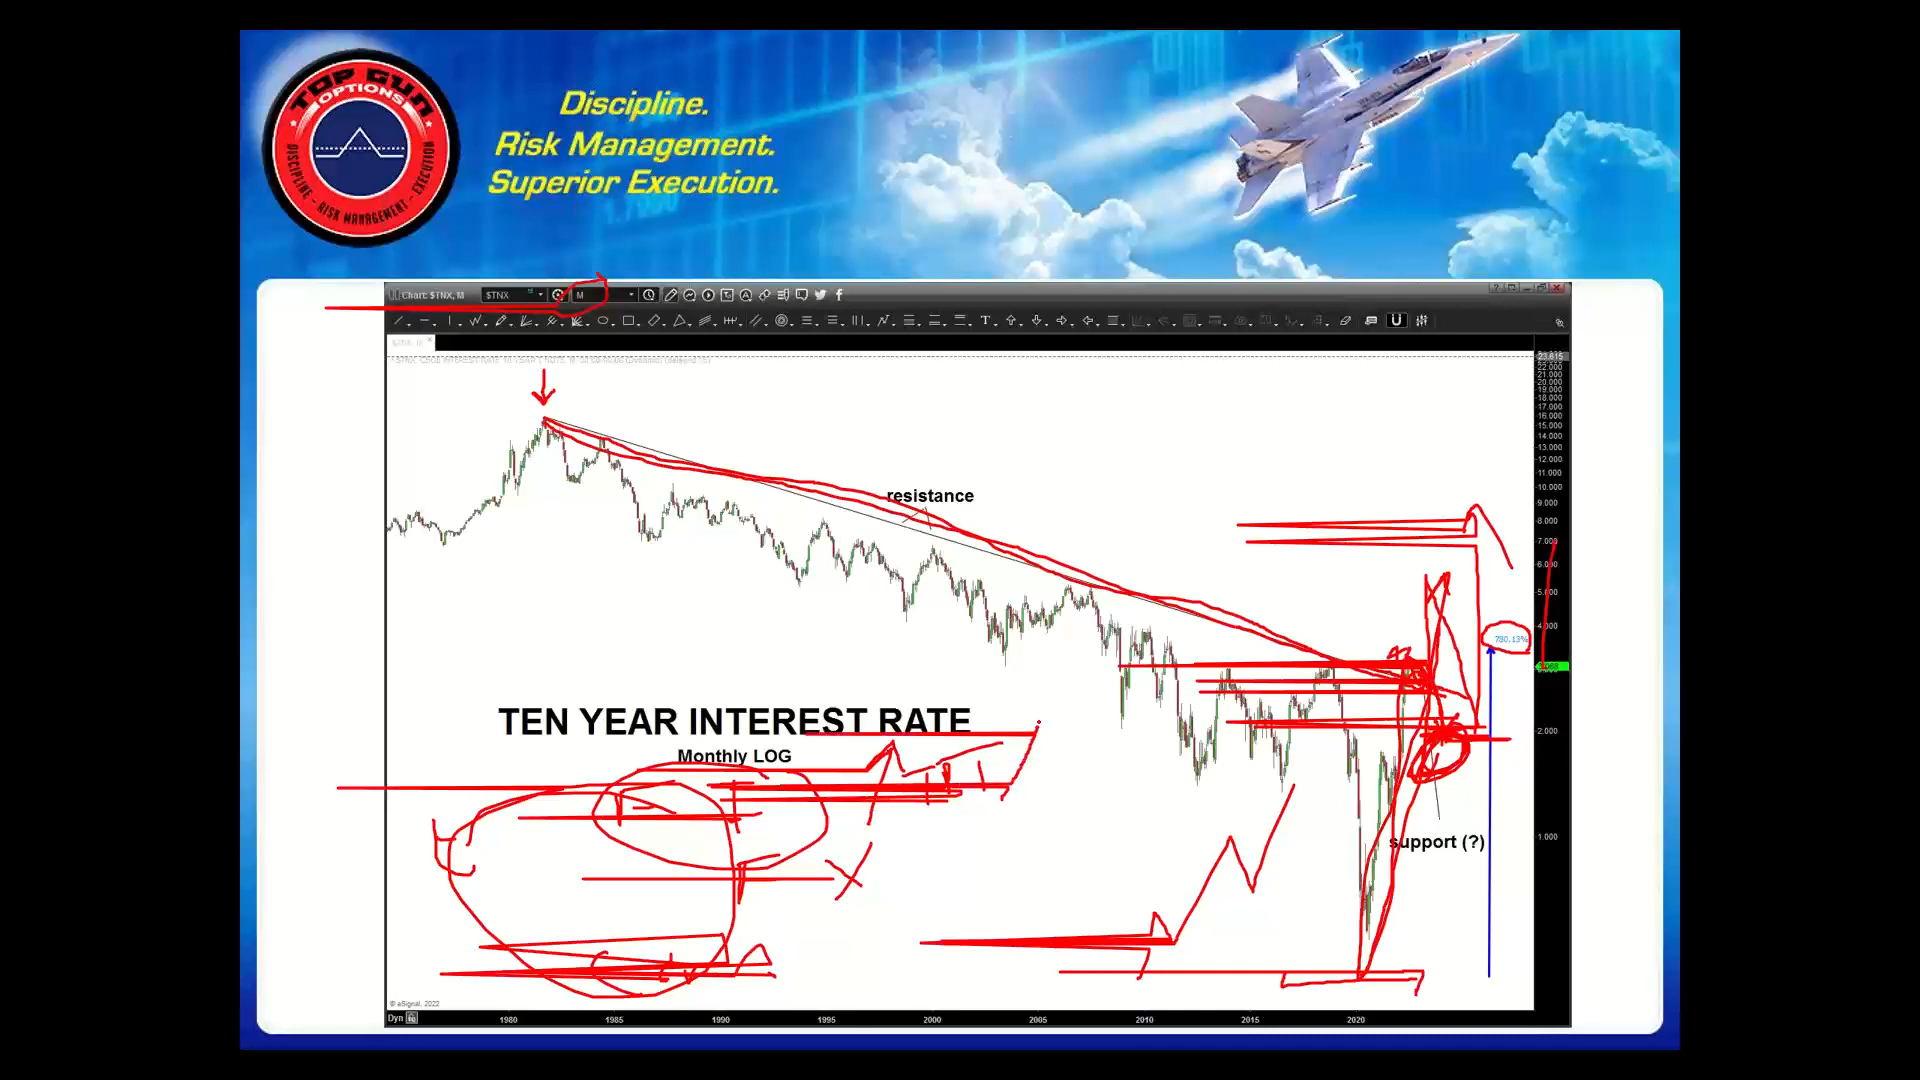 TOP GUN
OPTIONS
DISCIPLINE - RISK MANAGEMENT - EXECUTION
Discipline.
Risk Management.
Superior Execution.
Chart: $TNX, M
$TNX
M
23.615
22.000
21.000
20.000
19.000
18.000
17.000
16.000
15.000
14.000
13.000
12.000
11.000
10.000
9.000
8.000
7.000
6.000
5.000
4.000
2.000
1.000
resistance
780.13%
TEN YEAR INTEREST RATE
Monthly LOG
support (?)
© eSignal, 2022
Dyn
1980
1985
1990
1995
2000
2005
2010
2015
2020